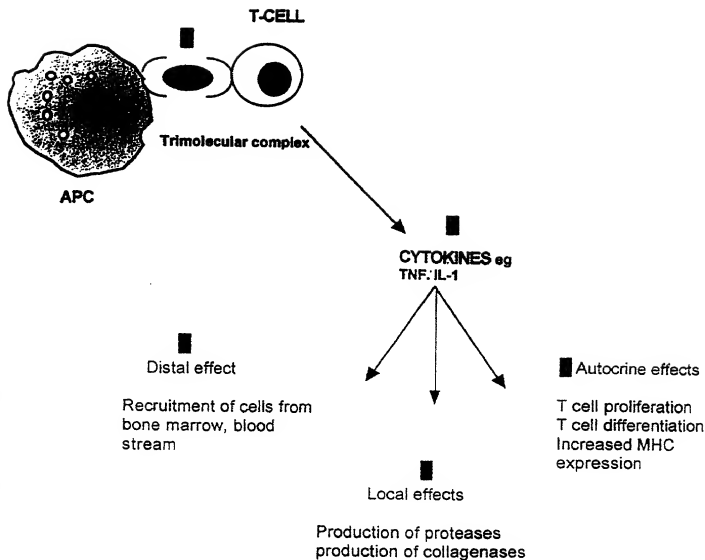 T-CELL
Trimolecular complex
APC
CYTOKINES eg
TNF. IL-1
Distal effect
Recruitment of cells from
bone marrow, blood
stream
Autocrine effects
T cell proliferation
T cell differentiation
Increased MHC
expression
Local effects
Production of proteases
production of collagenases